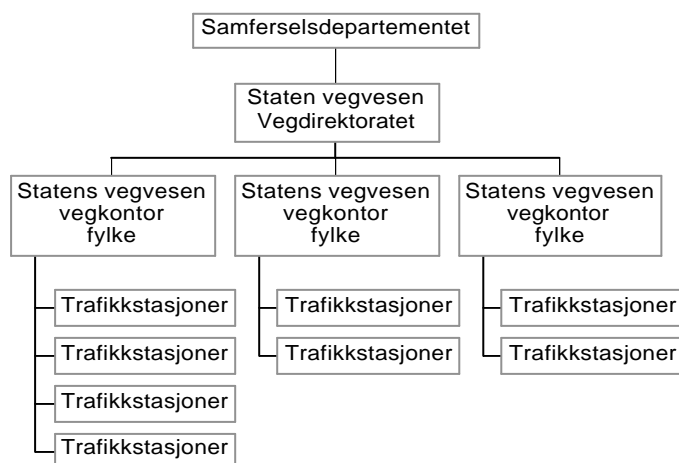 Samferselsdepartementet
Staten vegvesen
Vegdirektoratet
Statens vegvesen
vegkontor
fylke
Statens vegvesen
vegkontor
fylke
Statens vegvesen
vegkontor
fylke
Trafikkstasjoner
Trafikkstasjoner
Trafikkstasjoner
Trafikkstasjoner
Trafikkstasjoner
Trafikkstasjoner
Trafikkstasjoner
Trafikkstasjoner